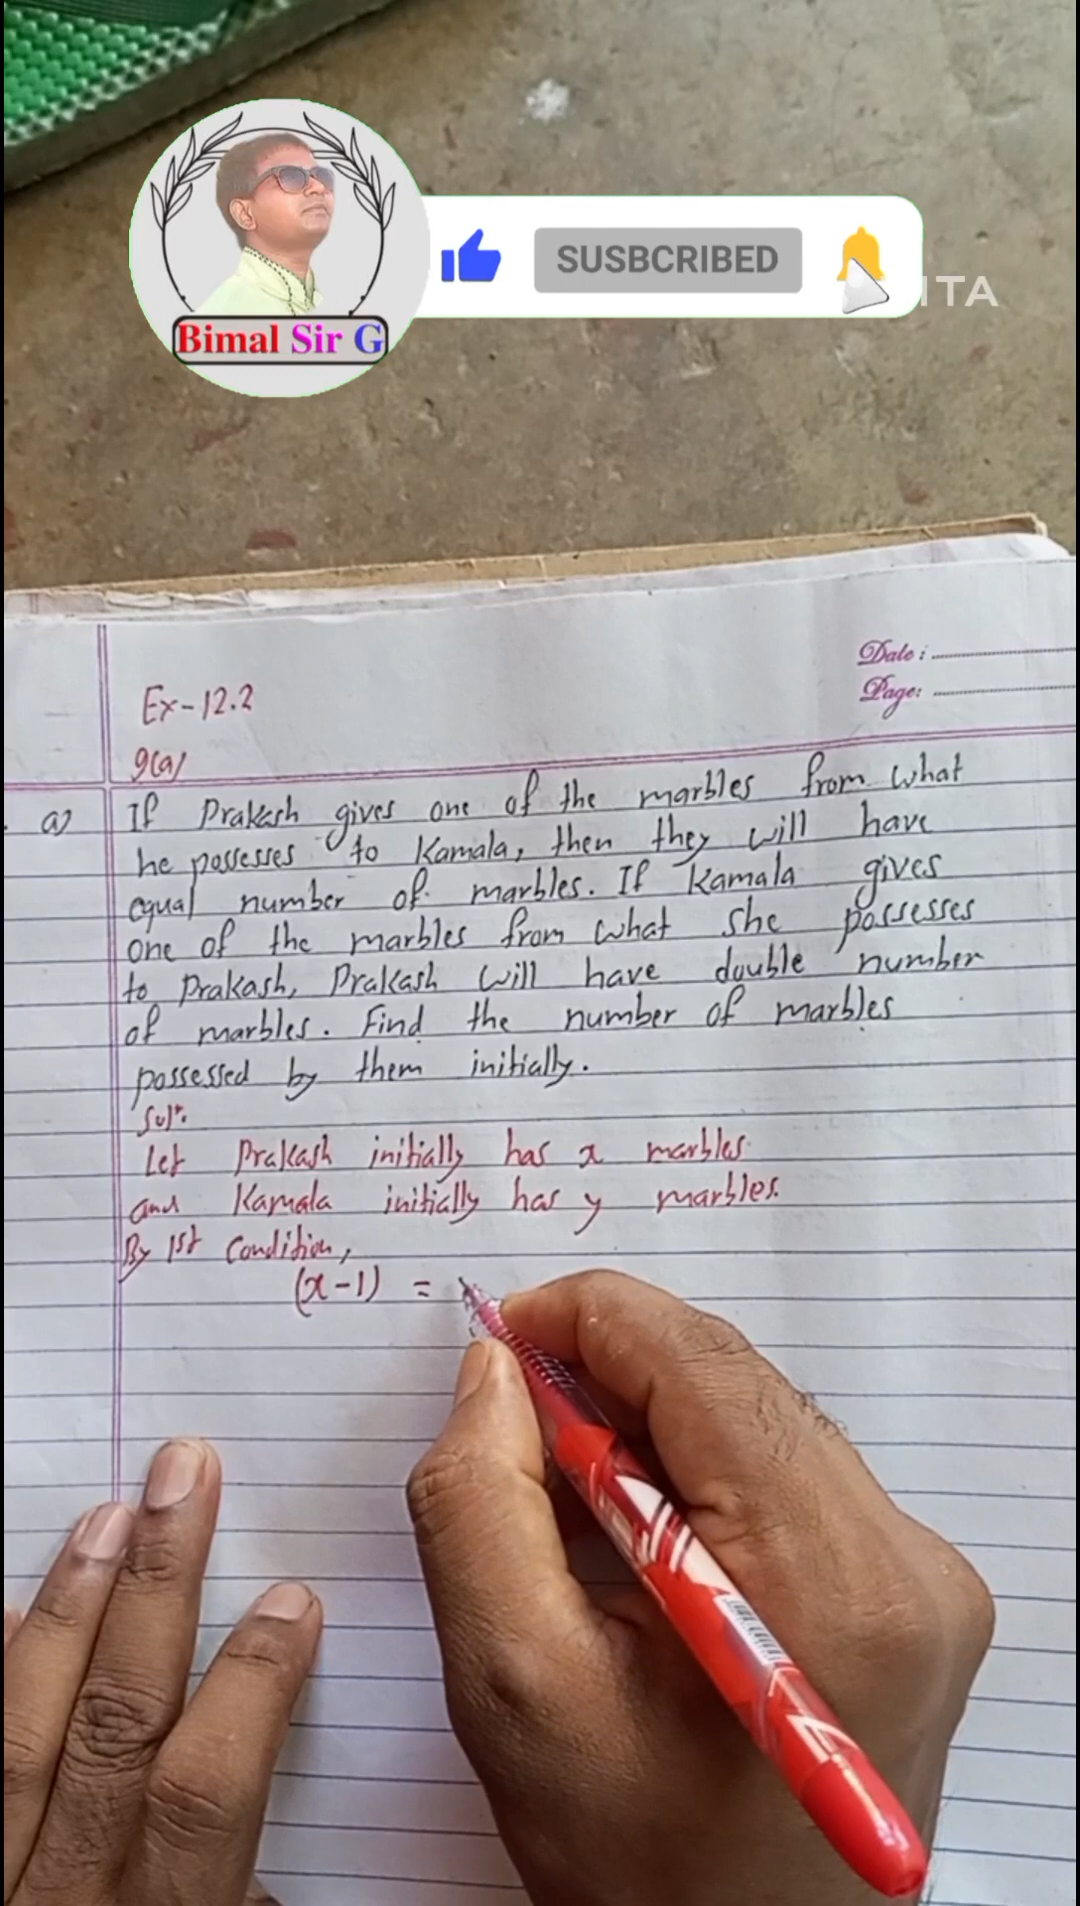 Bimal Sir G
SUSBCRIBED
ITA
Date:
Page:
Ex-12.2
9(a)
a) If Prakash gives one of the marbles from what
he possesses to Kamala, then they will have
equal number of marbles. If Kamala gives
one of the marbles from what she possesses
to Prakash, Prakash will have double number
of marbles. Find the number of marbles
possessed by them initially.
Soln.
Let Prakash initially has x marbles
and Kamala initially has y marbles.
By 1st Condition,
(x-1) =